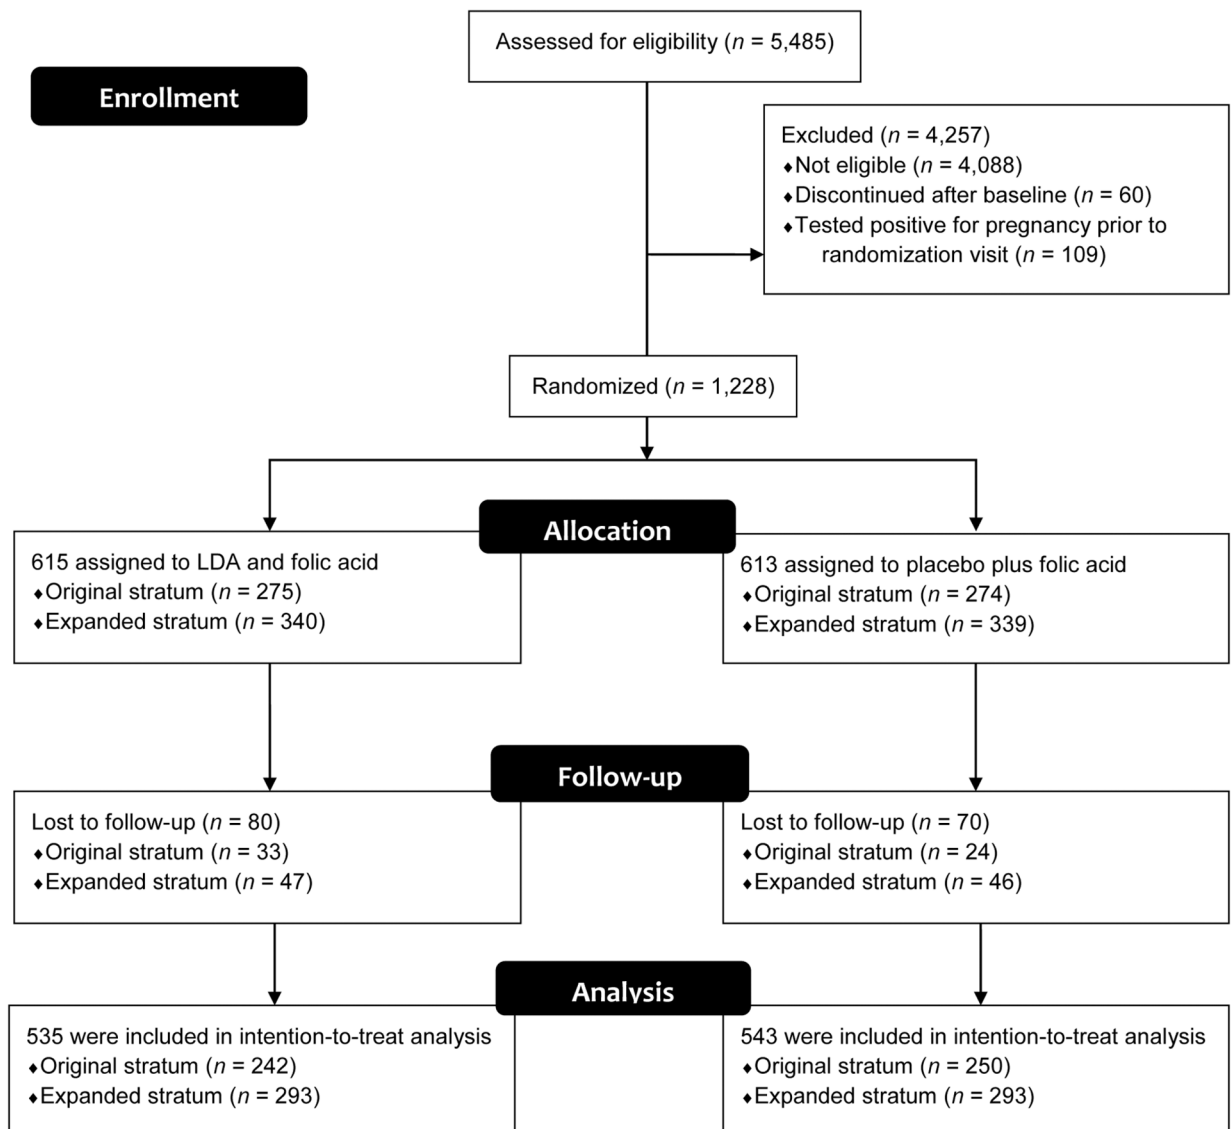 Assessed for eligibility (n = 5,485)
Enrollment
Excluded (n = 4,257)
♦Not eligible (n = 4,088)
♦Discontinued after baseline (n = 60)
♦Tested positive for pregnancy prior to
randomization visit (n = 109)
Randomized (n = 1,228)
Allocation
615 assigned to LDA and folic acid
♦Original stratum (n = 275)
♦Expanded stratum (n = 340)
613 assigned to placebo plus folic acid
♦Original stratum (n = 274)
♦Expanded stratum (n = 339)
Follow-up
Lost to follow-up (n = 80)
♦Original stratum (n = 33)
♦Expanded stratum (n = 47)
Lost to follow-up (n = 70)
♦Original stratum (n = 24)
♦Expanded stratum (n = 46)
Analysis
535 were included in intention-to-treat analysis
♦Original stratum (n = 242)
♦Expanded stratum (n = 293)
543 were included in intention-to-treat analysis
♦Original stratum (n = 250)
♦Expanded stratum (n = 293)